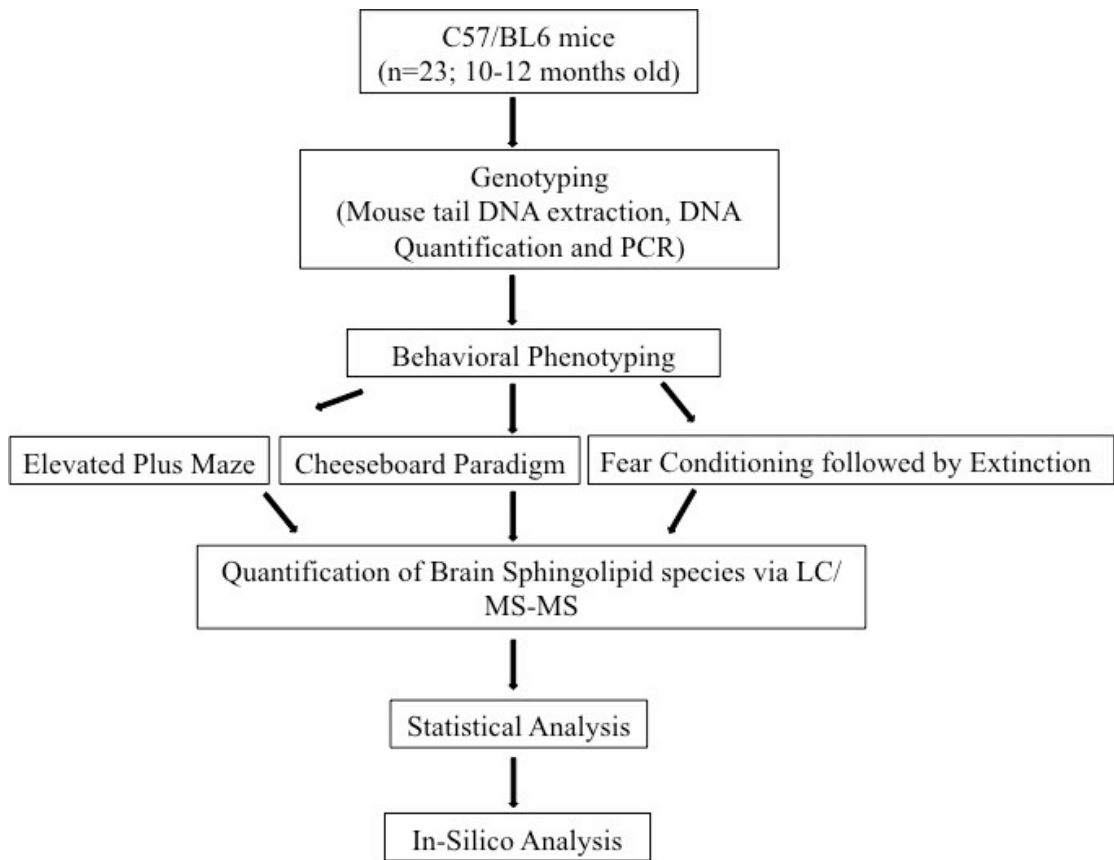 C57/BL6 mice
(n=23; 10-12 months old)
Genotyping
(Mouse tail DNA extraction, DNA
Quantification and PCR)
Behavioral Phenotyping
Elevated Plus Maze
Cheeseboard Paradigm
Fear Conditioning followed by Extinction
Quantification of Brain Sphingolipid species via LC/
MS-MS
Statistical Analysis
In-Silico Analysis